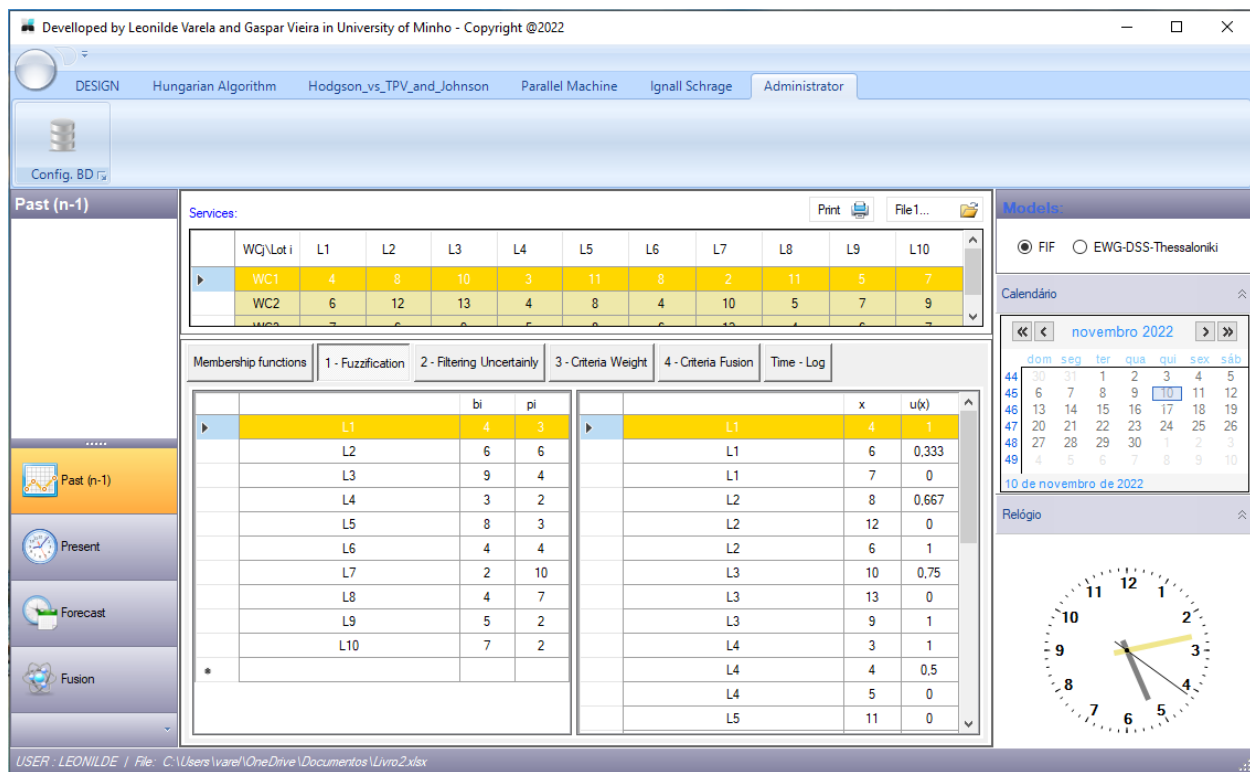 Develloped by Leonilde Varela and Gaspar Vieira in University of Minho - Copyright @2022
DESIGN Hungarian Algorithm Hodgson_vs_TPV_and_Johnson Parallel Machine Ignall Schrage Administrator
Config. BD
Past (n-1)
Past (n-1)
Present
Forecast
Fusion
Services:
Print
File1...
WCj\Lot i L1 L2 L3 L4 L5 L6 L7 L8 L9 L10
WC1 4 8 10 3 11 8 2 11 5 7
WC2 6 12 13 4 8 4 10 5 7 9
Membership functions 1 - Fuzzification 2 - Filtering Uncertainly 3 - Criteria Weight 4 - Criteria Fusion Time - Log
bi pi
L1 4 3
L2 6 6
L3 9 4
L4 3 2
L5 8 3
L6 4 4
L7 2 10
L8 4 7
L9 5 2
L10 7 2
*
x u(x)
L1 4 1
L1 6 0,333
L1 7 0
L2 8 0,667
L2 12 0
L2 6 1
L3 10 0,75
L3 13 0
L3 9 1
L4 3 1
L4 4 0,5
L4 5 0
L5 11 0
Models:
FIF EWG-DSS-Thessaloniki
Calendário
novembro 2022
dom seg ter qua qui sex sáb
44 30 31 1 2 3 4 5
45 6 7 8 9 10 11 12
46 13 14 15 16 17 18 19
47 20 21 22 23 24 25 26
48 27 28 29 30 1 2 3
49 4 5 6 7 8 9 10
10 de novembro de 2022
Relógio
12
1
2
3
4
5
6
7
8
9
10
11
USER : LEONILDE | File: C:\Users\varel\OneDrive\Documentos\Livro2.xlsx